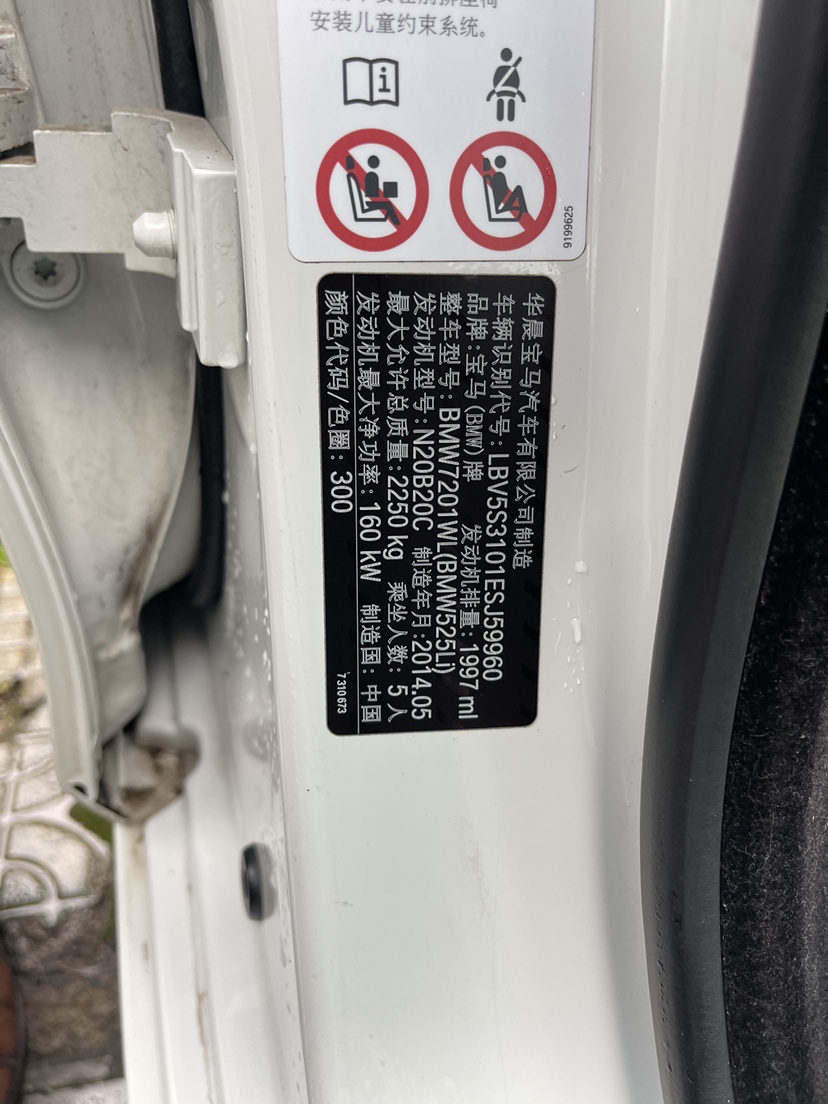 安装儿童约束系统。
9199625
华晨宝马汽车有限公司制造
车辆识别代号:LBV5S3101ESJ59960
品牌:宝马(BMW)牌 发动机排量:1997 ml
整车型号:BMW7201WL(BMW525Li)
发动机型号:N20B20C 制造年月:2014.05
最大允许总质量:2250 kg 乘坐人数:5人
发动机最大净功率:160 kW 制造国:中国
颜色代码/色圈:300
7310673